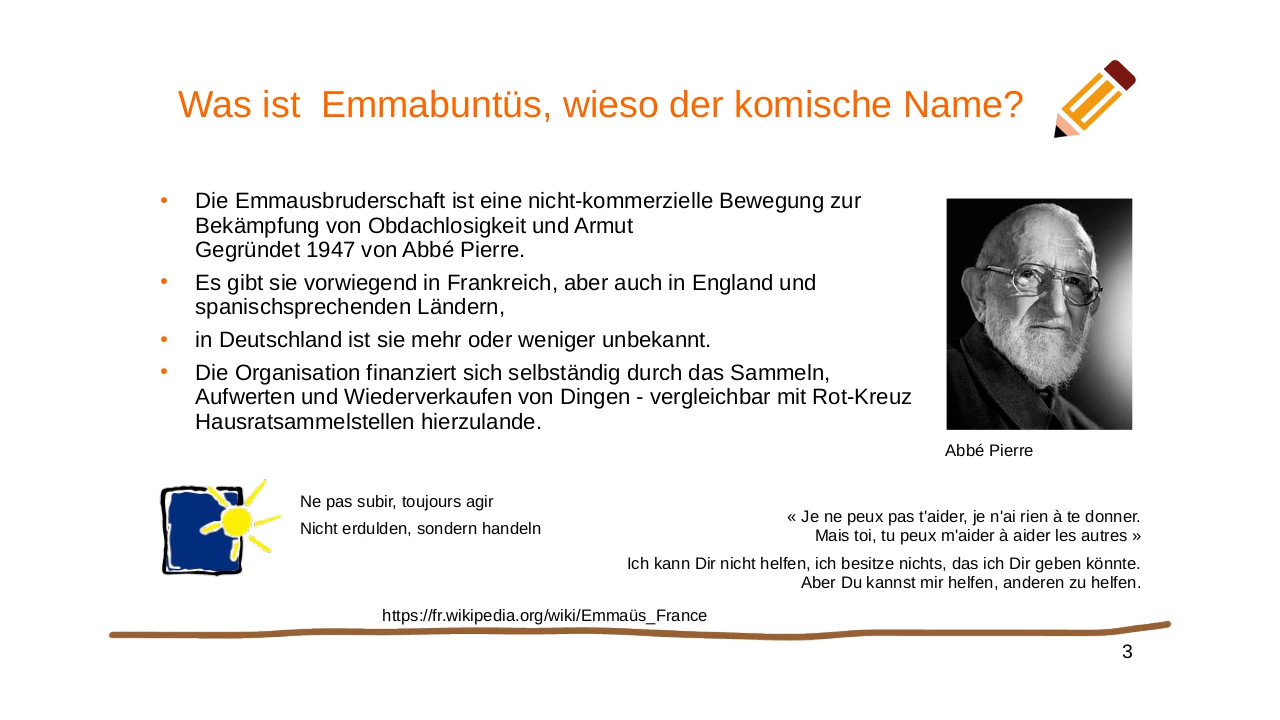 Was ist  Emmabuntüs, wieso der komische Name?
• Die Emmausbruderschaft ist eine nicht-kommerzielle Bewegung zur
Bekämpfung von Obdachlosigkeit und Armut
Gegründet 1947 von Abbé Pierre.
• Es gibt sie vorwiegend in Frankreich, aber auch in England und
spanischsprechenden Ländern,
• in Deutschland ist sie mehr oder weniger unbekannt.
• Die Organisation finanziert sich selbständig durch das Sammeln,
Aufwerten und Wiederverkaufen von Dingen - vergleichbar mit Rot-Kreuz
Hausratsammelstellen hierzulande.
Abbé Pierre
Ne pas subir, toujours agir
Nicht erdulden, sondern handeln
« Je ne peux pas t'aider, je n'ai rien à te donner.
Mais toi, tu peux m'aider à aider les autres »
Ich kann Dir nicht helfen, ich besitze nichts, das ich Dir geben könnte.
Aber Du kannst mir helfen, anderen zu helfen.
https://fr.wikipedia.org/wiki/Emmaüs_France
3